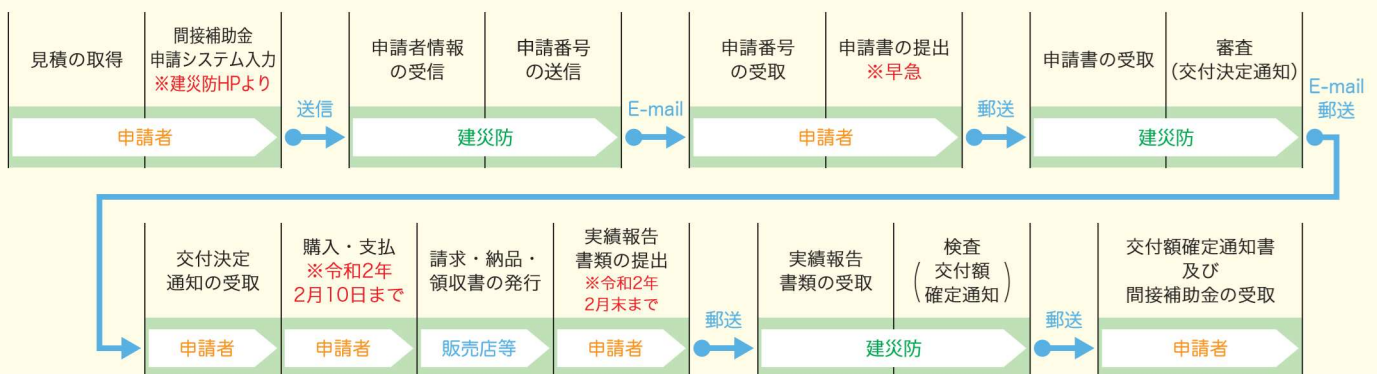 見積の取得
間接補助金
申請システム入力
※建災防HPより
申請者
送信
申請者情報
の受信
申請番号
の送信
建災防
E-mail
申請番号
の受取
申請書の提出
※早急
申請者
郵送
申請書の受取
審査
(交付決定通知)
建災防
E-mail
郵送
交付決定
通知の受取
申請者
購入・支払
※令和2年
2月10日まで
申請者
請求・納品・
領収書の発行
販売店等
実績報告
書類の提出
※令和2年
2月末まで
申請者
郵送
実績報告
書類の受取
検査
(交付額
確定通知)
建災防
郵送
交付額確定通知書
及び
間接補助金の受取
申請者